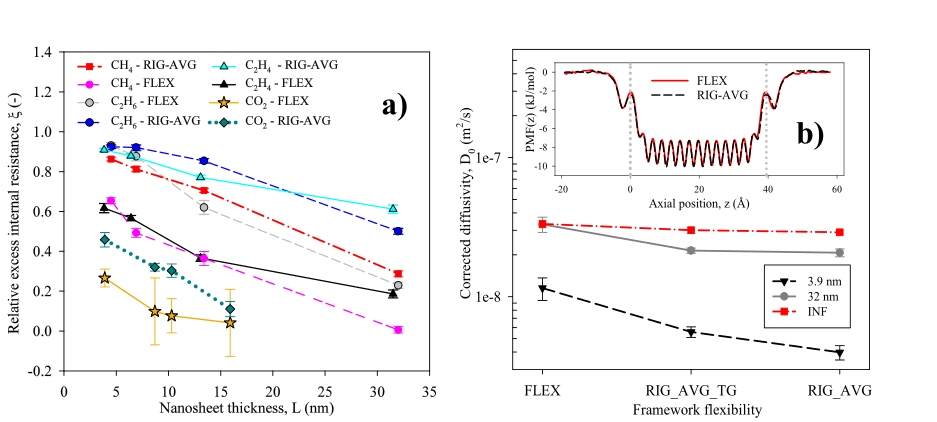 1.4
1.2
1.0
0.8
0.6
0.4
0.2
0.0
-0.2
Relative excess internal resistance, ξ (-)
CH₄ - RIG-AVG
CH₄ - FLEX
C₂H₆ - FLEX
C₂H₆ - RIG-AVG
C₂H₄ - RIG-AVG
C₂H₄ - FLEX
CO₂ - FLEX
CO₂ - RIG-AVG
a)
0 5 10 15 20 25 30 35
Nanosheet thickness, L (nm)
Corrected diffusivity, D₀ (m²/s)
1e-7
1e-8
PMF(z) (kJ/mol)
0
-2
-4
-6
-8
-10
FLEX
RIG-AVG
b)
-20 0 20 40 60
Axial position, z (Å)
3.9 nm
32 nm
INF
FLEX RIG_AVG_TG RIG_AVG
Framework flexibility